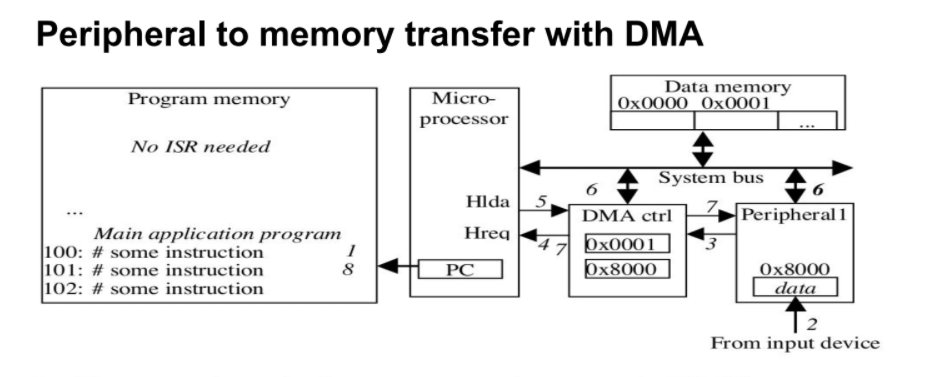 Peripheral to memory transfer with DMA
Program memory
No ISR needed
...
Main application program
100: # some instruction 1
101: # some instruction 8
102: # some instruction
Micro-
processor
Hlda
Hreq
PC
Data memory
0x0000 0x0001
...
System bus
5
4 7
6
DMA ctrl
0x0001
0x8000
7
3
6
Peripheral1
0x8000
data
2
From input device